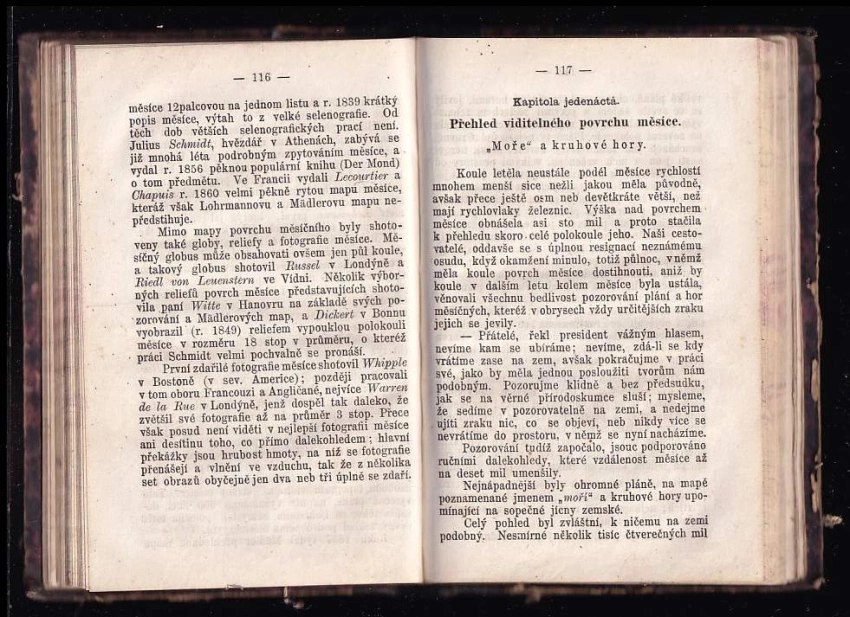 — 116 —
měsíce 12palcovou na jednom listu a r. 1839 krátký
popis měsíce, výtah to z velké selenografie. Od
těch dob větších selenografických prací není.
Julius Schmidt, hvězdář v Athenách, zabývá se
již mnohá léta podrobným zpytováním měsíce, a
vydal r. 1856 pěknou populární knihu (Der Mond)
o tom předmětu. Ve Francii vydali Lecourtier a
Chapuis r. 1860 velmi pěkně rytou mapu měsíce,
kteráž však Lohrmannovu a Mädlerovu mapu ne-
předstihuje.
Mimo mapy povrchu měsíčního byly shoto-
veny také globy, reliefy a fotografie měsíce. Mě-
síčný globus může obsahovati ovšem jen půl koule,
a takový globus shotovil Russel v Londýně a
Riedl von Leuenstern ve Vídni. Několik výbor-
ných reliefů povrch měsíce představujících shoto-
vila paní Witte v Hanovru na základě svých po-
zorování a Mädlerových map, a Dickert v Bonnu
vyobrazil (r. 1849) reliefem vypouklou polokouli
měsíce v rozměru 18 stop v průměru, o kteréž
práci Schmidt velmi pochvalně se pronáší.
První zdařilé fotografie měsíce shotovil Whipple
v Bostoně (v sev. Americe); později pracovali
v tom oboru Francouzi a Angličané, nejvíce Warren
de la Rue v Londýně, jenž dospěl tak daleko, že
zvětšil své fotografie až na průměr 3 stop. Přece
však posud není viděti v nejlepší fotografii měsíce
ani desítinu toho, co přímo dalekohledem; hlavní
překážky jsou hrubost hmoty, na níž se fotografie
přenášejí a vlnění ve vzduchu, tak že z několika
set obrazů obyčejně jen dva neb tři úplné se zdaří.
— 117 —
Kapitola jedenáctá.
Přehled viditelného povrchu měsíce.
„Moře“ a kruhové hory.
Koule letěla neustále podél měsíce rychlostí
mnohem menší sice nežli jakou měla původně,
avšak přece ještě osm neb devětkráte větší, než
mají rychlovlaky železnic. Výška nad povrchem
měsíce obnášela asi sto mil a proto stačila
k přehledu skoro celé polokoule jeho. Naši cesto-
vatelé, oddavše se s úplnou resignací neznámému
osudu, když okamžení minulo, totiž půlnoc, v němž
měla koule povrch měsíce dostihnouti, aniž by
koule v dalším letu kolem měsíce byla ustála,
věnovali všechnu bedlivost pozorování plání a hor
měsíčných, kteréž v obrysech vždy určitějších zraku
jejich se jevily.
— Přátelé, řekl president vážným hlasem,
nevíme kam se ubíráme; nevíme, zdá-li se kdy
vrátíme zase na zem, avšak pokračujme v práci
své, jako by měla jednou posloužiti tvorům nám
podobným. Pozorujme klidně a bez předsudku,
jak se na věrné přírodoskumce sluší; mysleme,
že sedíme v pozorovatelně na zemi, a nedejme
ujíti zraku nic, co se objeví, neb nikdy více se
nevrátíme do prostoru, v němž se nyní nacházíme.
Pozorování tudíž započalo, jsouc podporováno
ručními dalekohledy, které vzdálenost měsíce až
na deset mil umenšily.
Nejnápadnější byly ohromné pláně, na mapě
poznamenané jmenem „moří“ a kruhové hory upo-
mínající na sopečné jícny zemské.
Celý pohled byl zvláštní, k ničemu na zemi
podobný. Nesmírné několik tisíc čtverečných mil